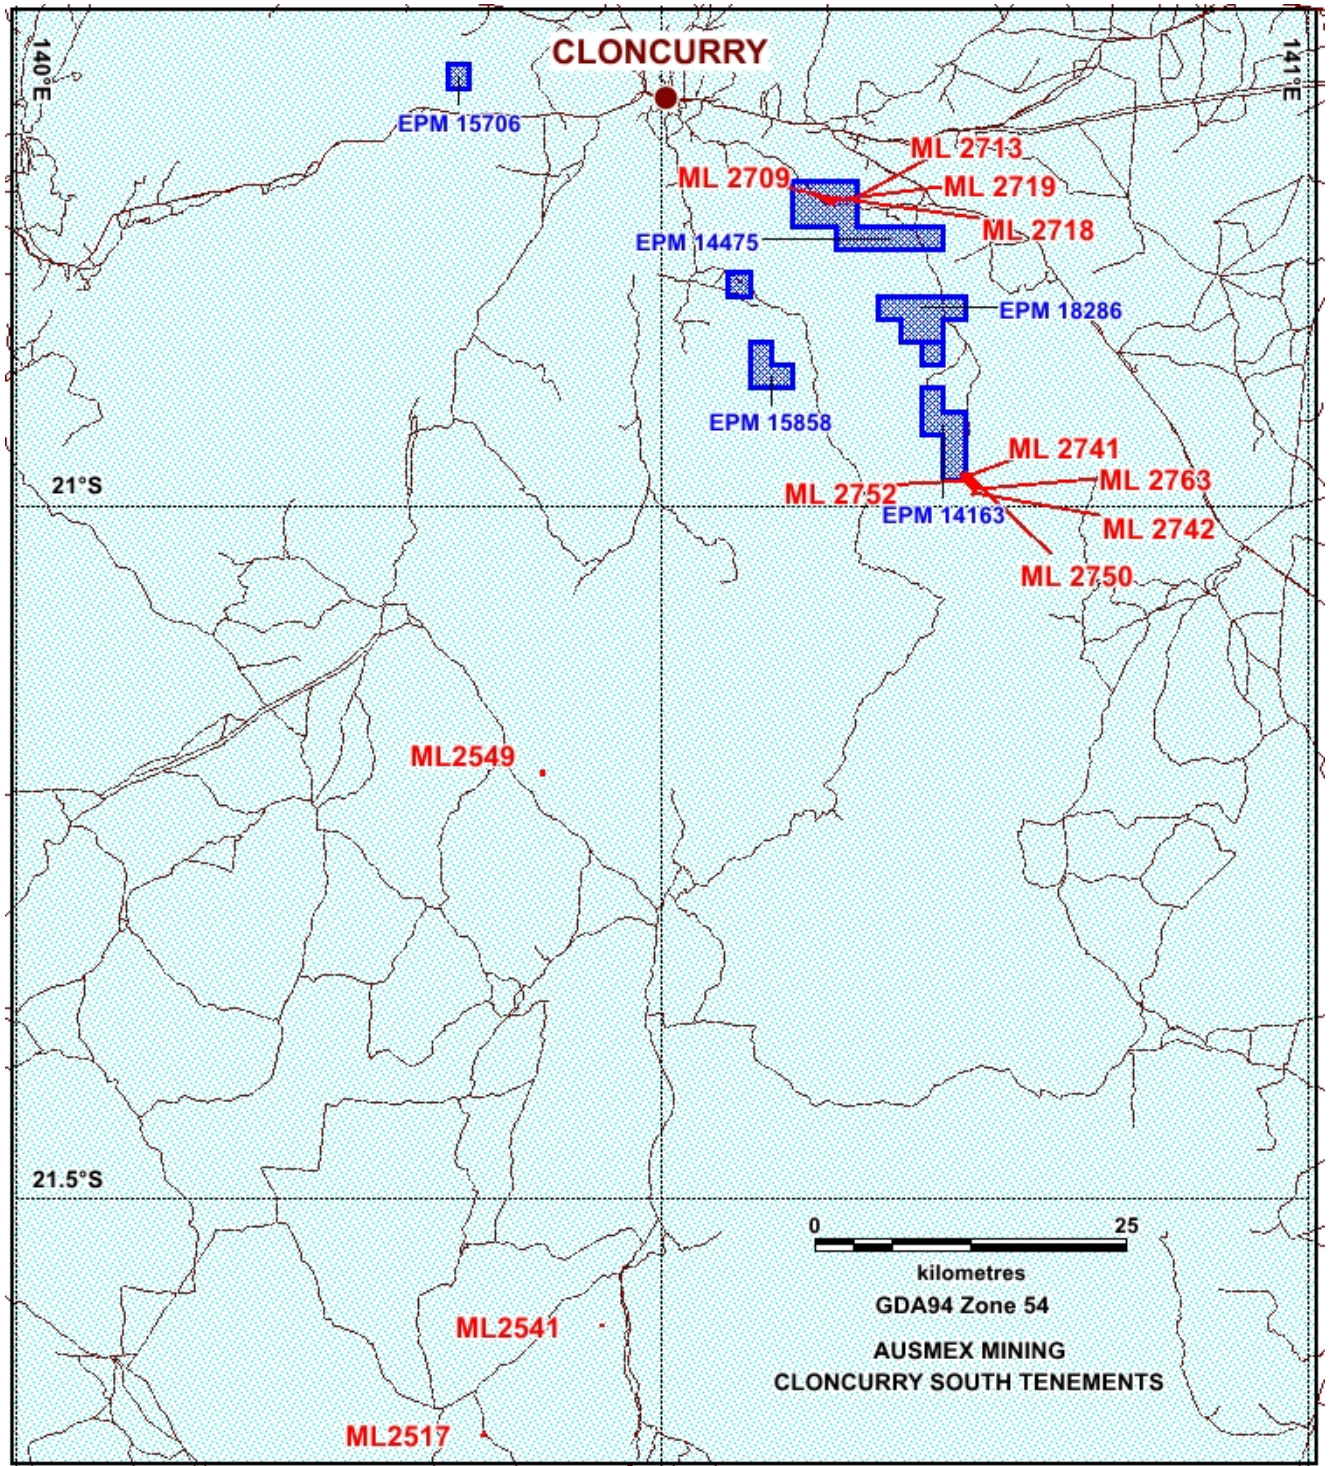 140°E
CLONCURRY
141°E
EPM 15706
ML 2713
ML 2709
ML 2719
ML 2718
EPM 14475
EPM 18286
EPM 15858
ML 2741
21°S
ML 2752
ML 2763
EPM 14163
ML 2742
ML 2750
ML2549
21.5°S
0 25
kilometres
GDA94 Zone 54
ML2541
AUSMEX MINING
CLONCURRY SOUTH TENEMENTS
ML2517